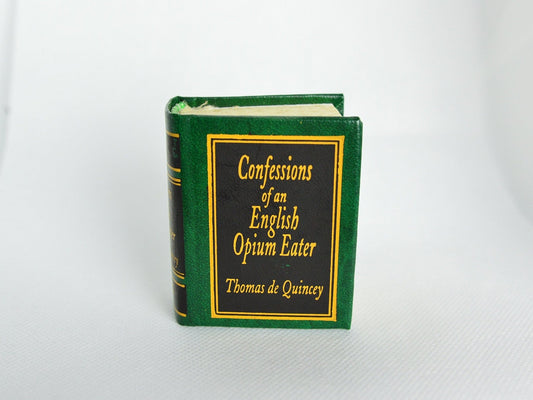 Confessions
of an
English
Opium Eater
Thomas de Quincey